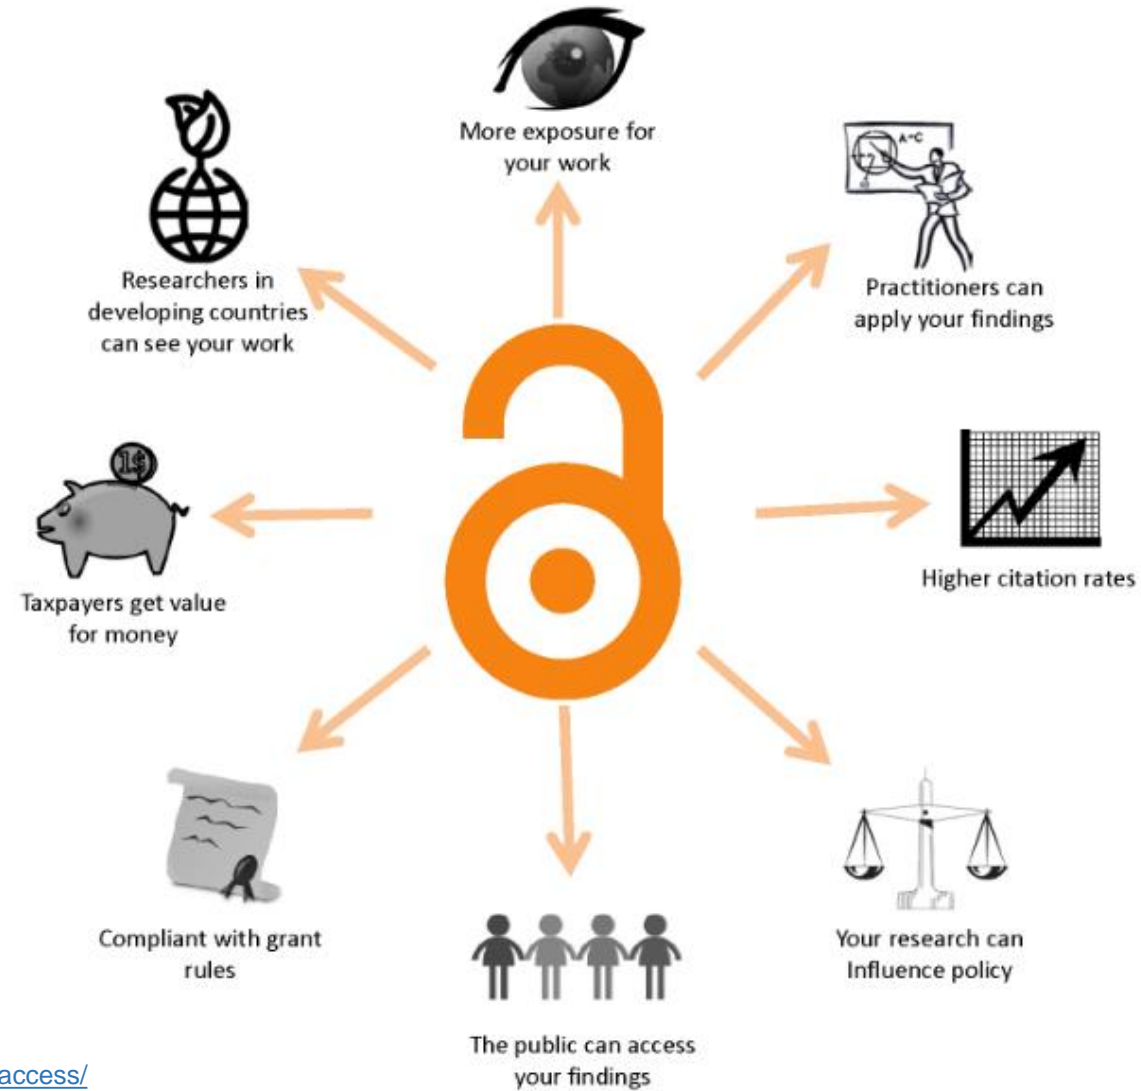 More exposure for
your work
A=C
Practitioners can
apply your findings
Researchers in
developing countries
can see your work
1$
Higher citation rates
Taxpayers get value
for money
Compliant with grant
rules
Your research can
Influence policy
The public can access
your findings
access/